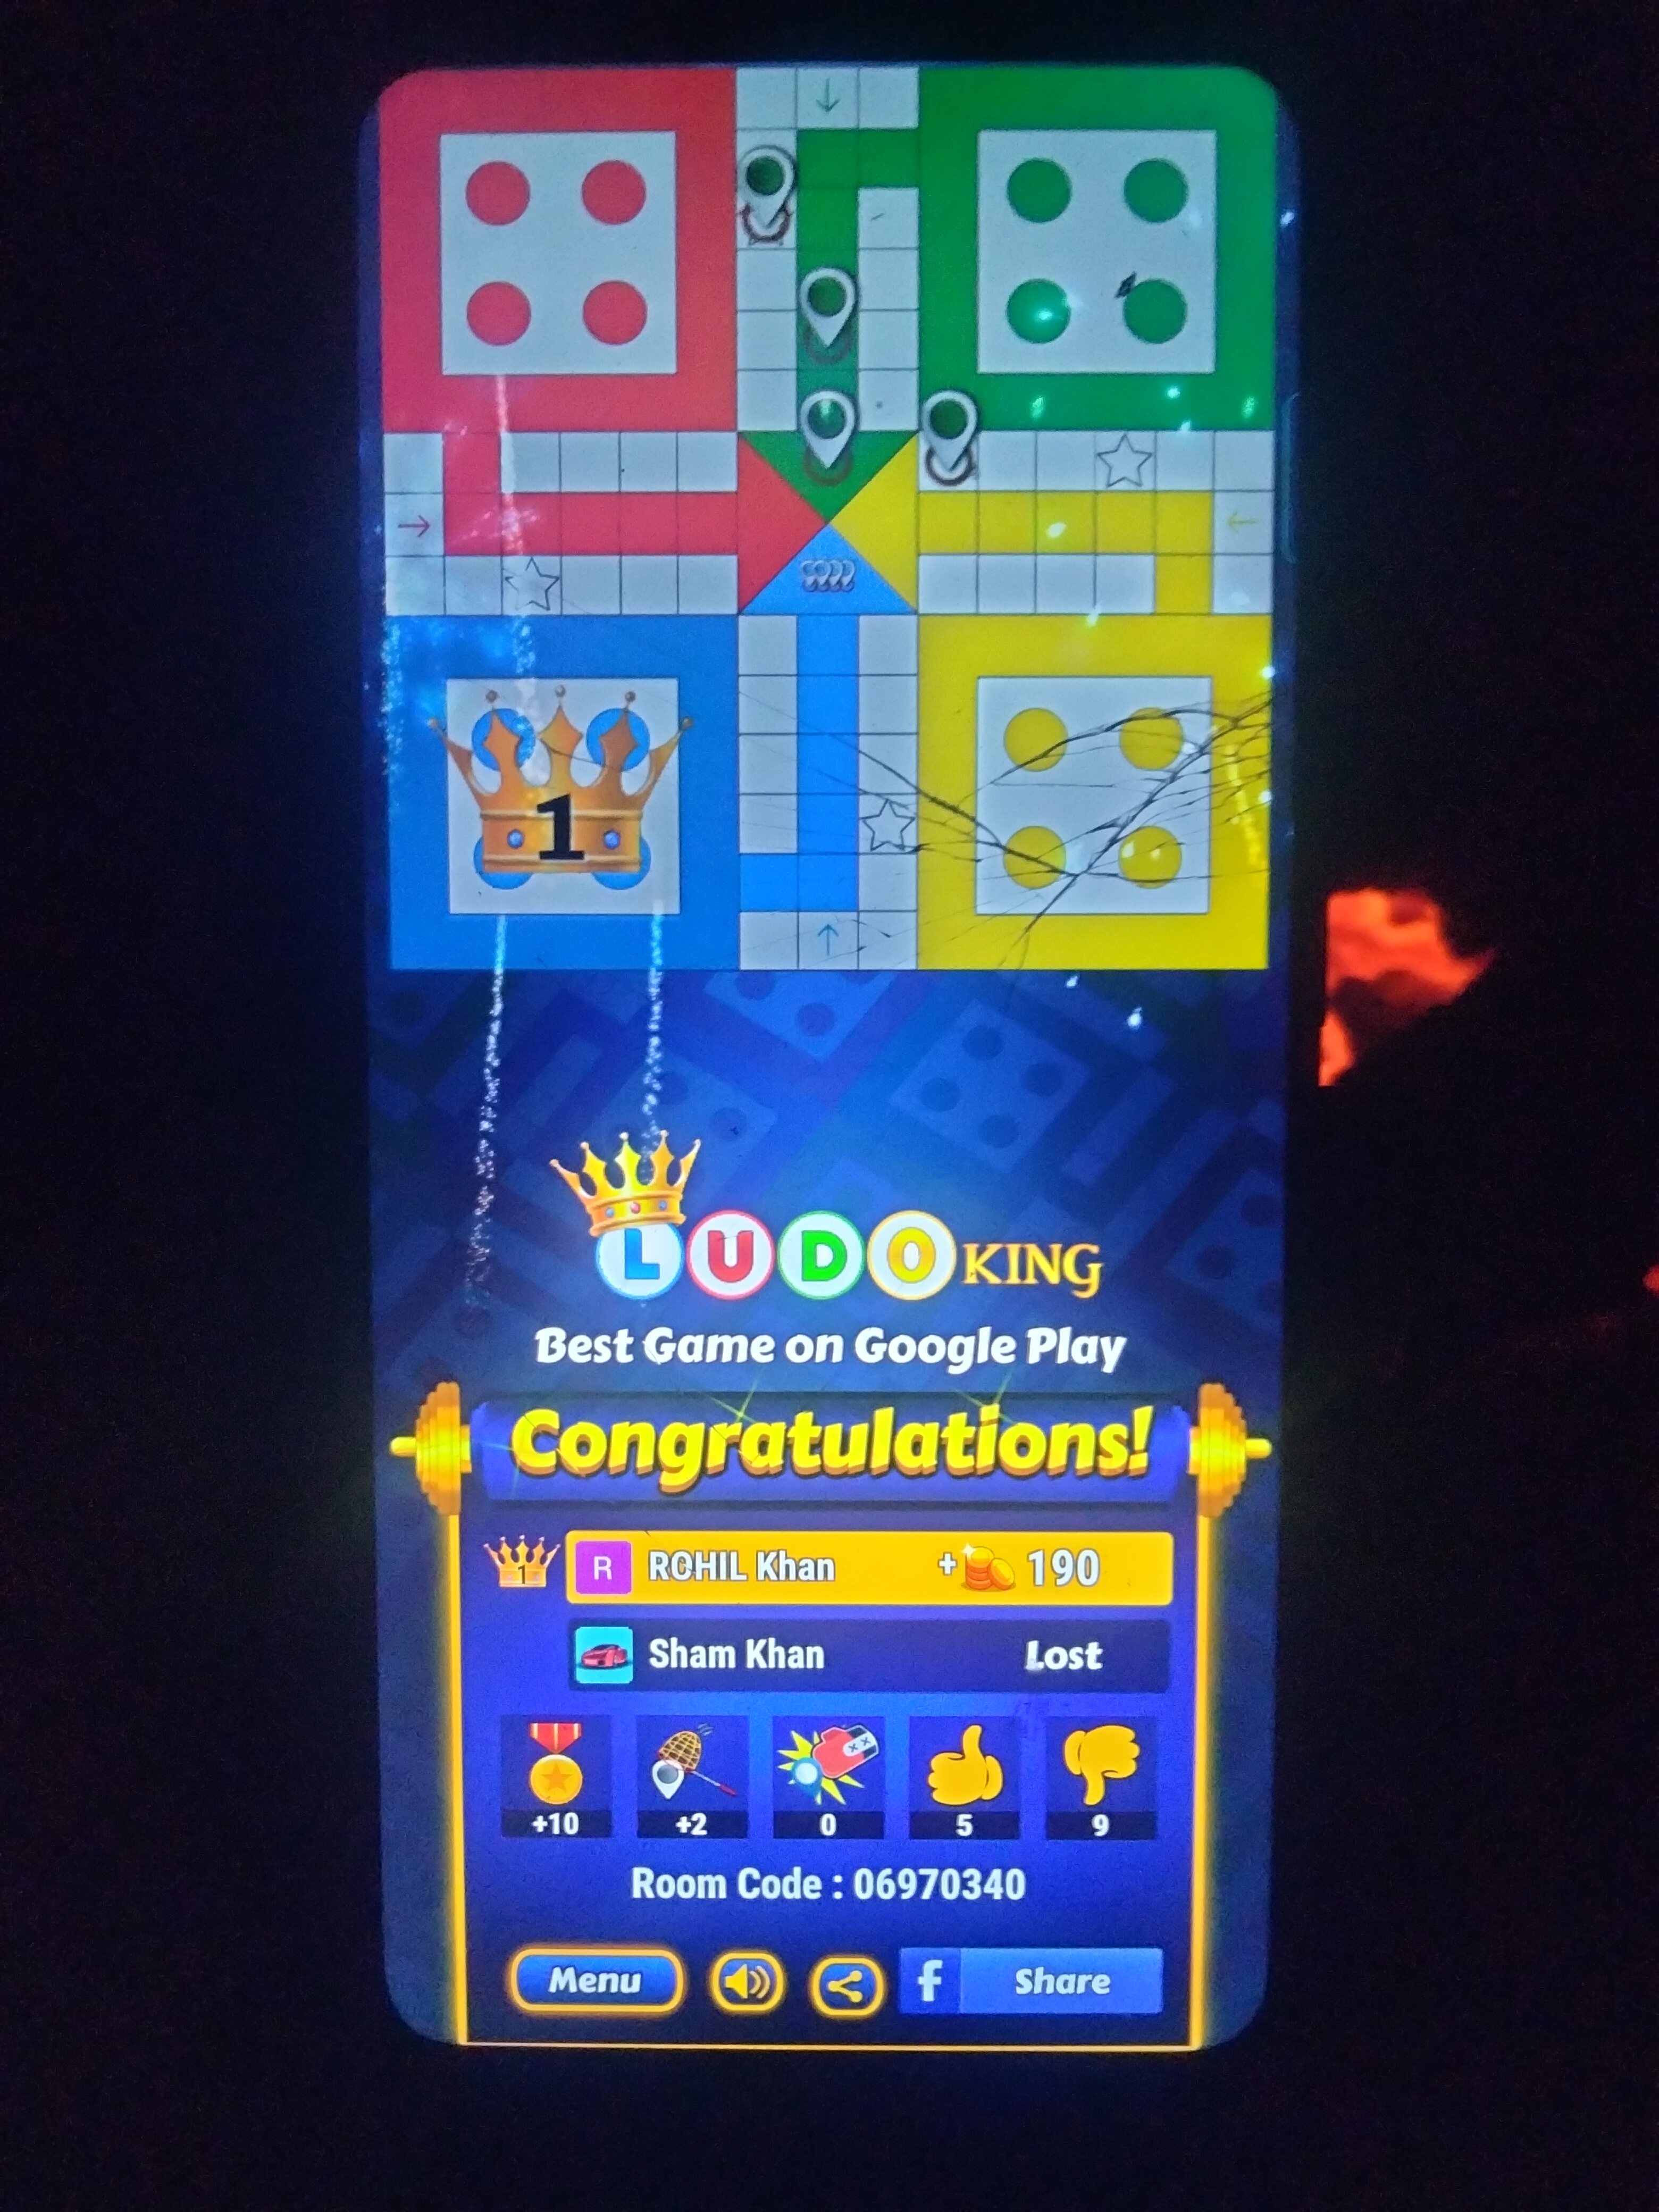 1
LUDO KING
Best Game on Google Play
Congratulations!
1 R ROHIL Khan + 190
Sham Khan Lost
+10 +2 0 5 9
Room Code : 06970340
Menu f Share